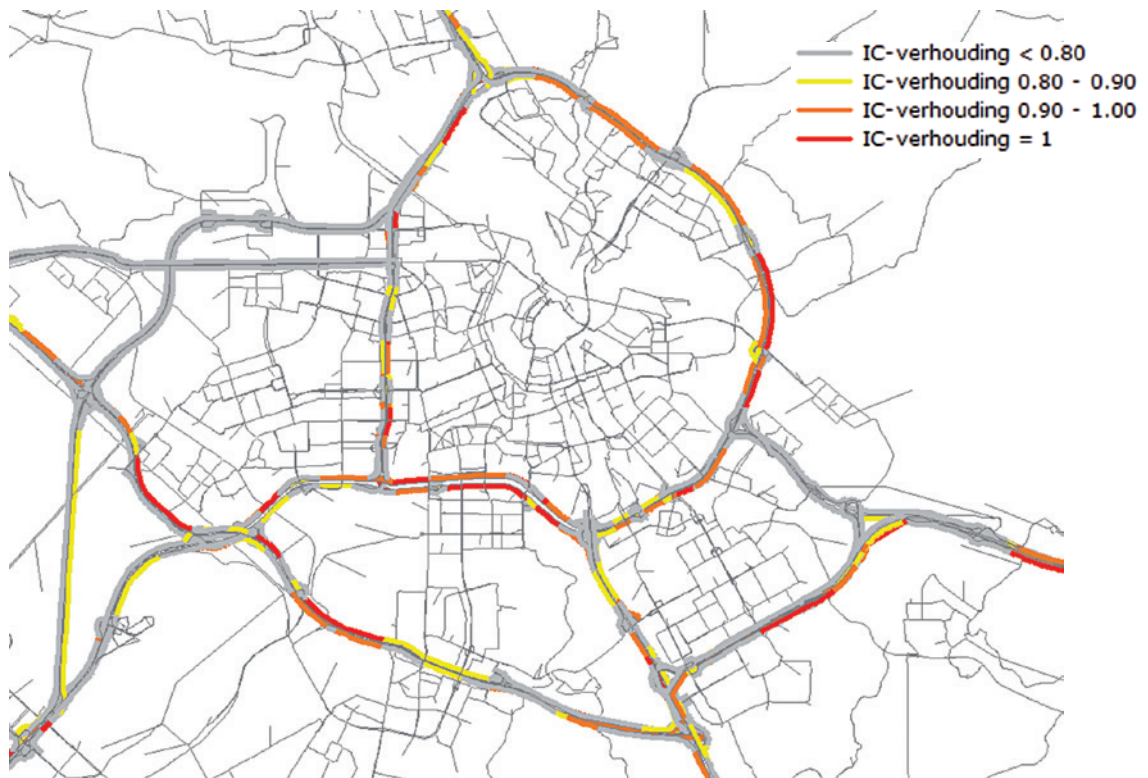 IC-verhouding < 0.80
IC-verhouding 0.80 - 0.90
IC-verhouding 0.90 - 1.00
IC-verhouding = 1